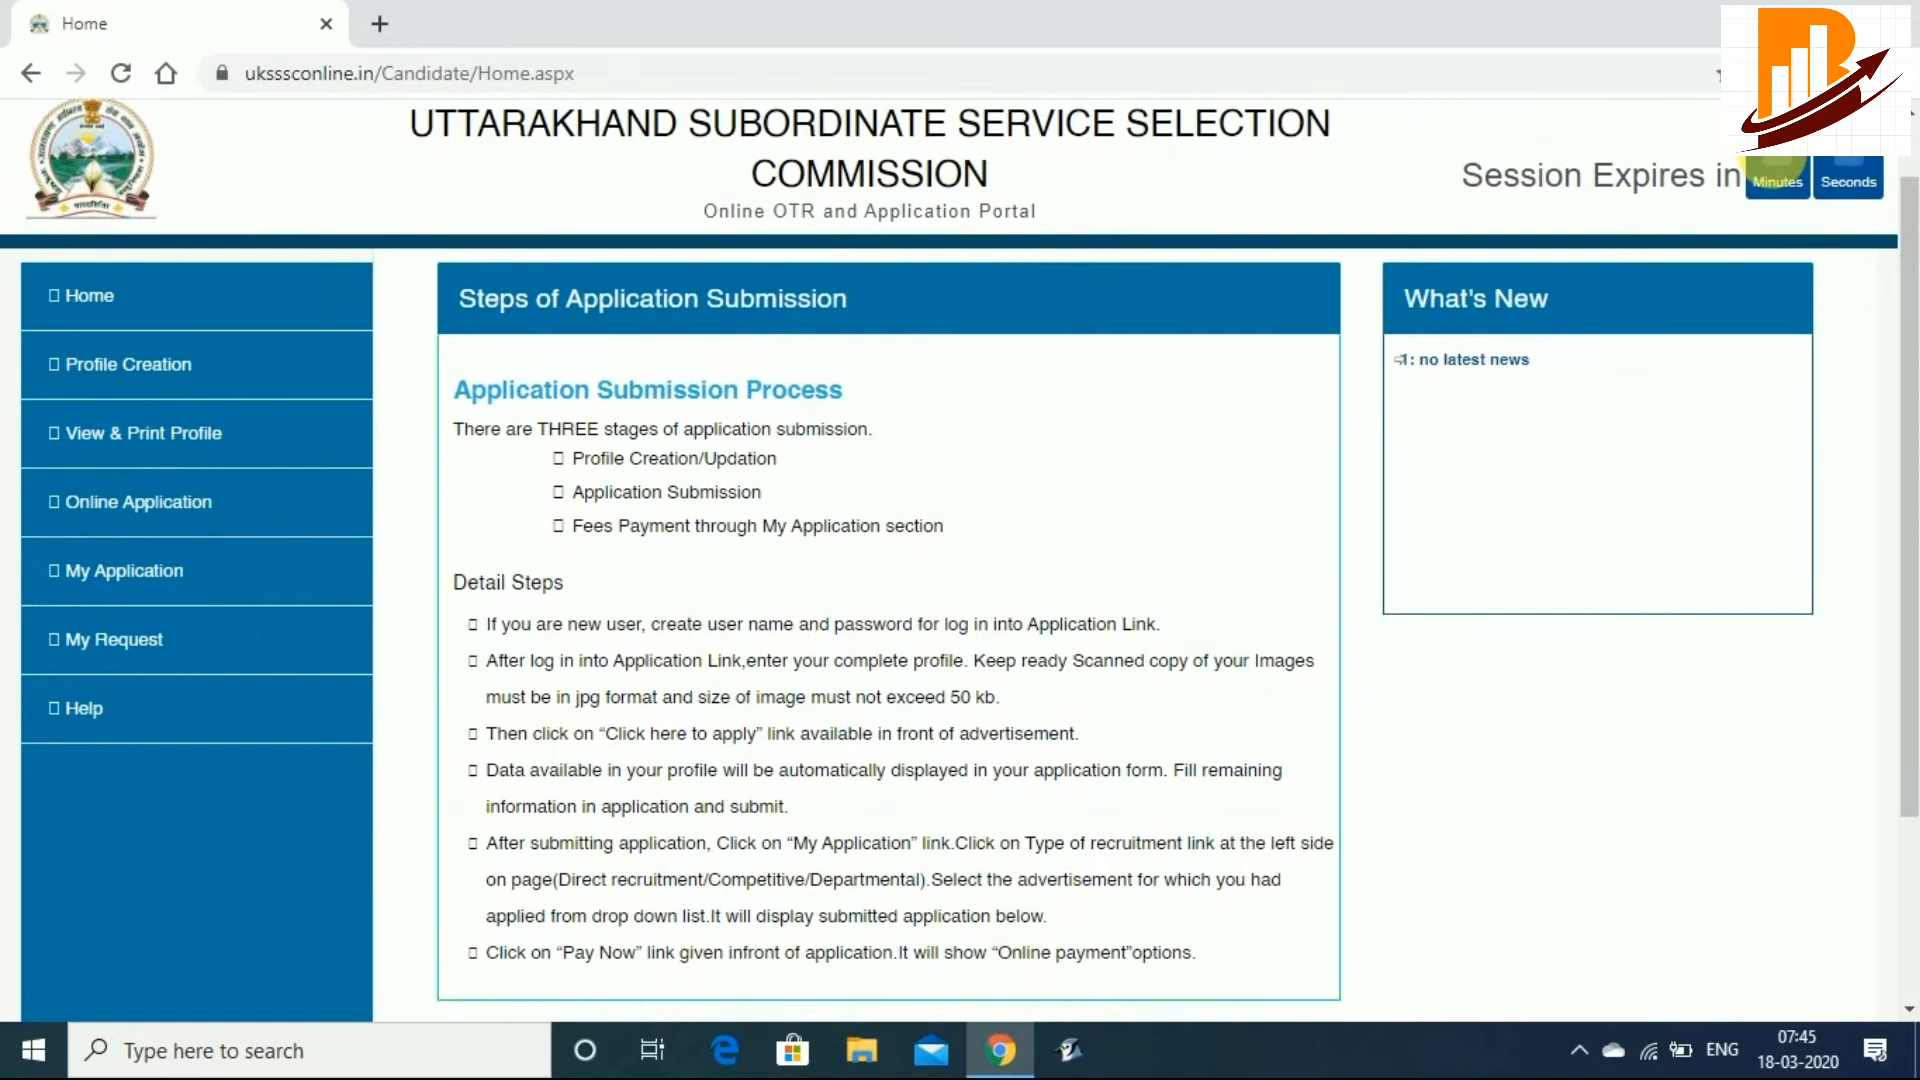 Home
uksssconline.in/Candidate/Home.aspx
UTTARAKHAND SUBORDINATE SERVICE SELECTION
COMMISSION
Online OTR and Application Portal
Session Expires in
Minutes
Seconds
Home
Profile Creation
View & Print Profile
Online Application
My Application
My Request
Help
Steps of Application Submission
Application Submission Process
There are THREE stages of application submission.
Profile Creation/Updation
Application Submission
Fees Payment through My Application section
Detail Steps
If you are new user, create user name and password for log in into Application Link.
After log in into Application Link,enter your complete profile. Keep ready Scanned copy of your Images
must be in jpg format and size of image must not exceed 50 kb.
Then click on “Click here to apply” link available in front of advertisement.
Data available in your profile will be automatically displayed in your application form. Fill remaining
information in application and submit.
After submitting application, Click on “My Application” link.Click on Type of recruitment link at the left side
on page(Direct recruitment/Competitive/Departmental).Select the advertisement for which you had
applied from drop down list.It will display submitted application below.
Click on “Pay Now” link given infront of application.It will show “Online payment”options.
What's New
1: no latest news
Type here to search
ENG
07:45
18-03-2020